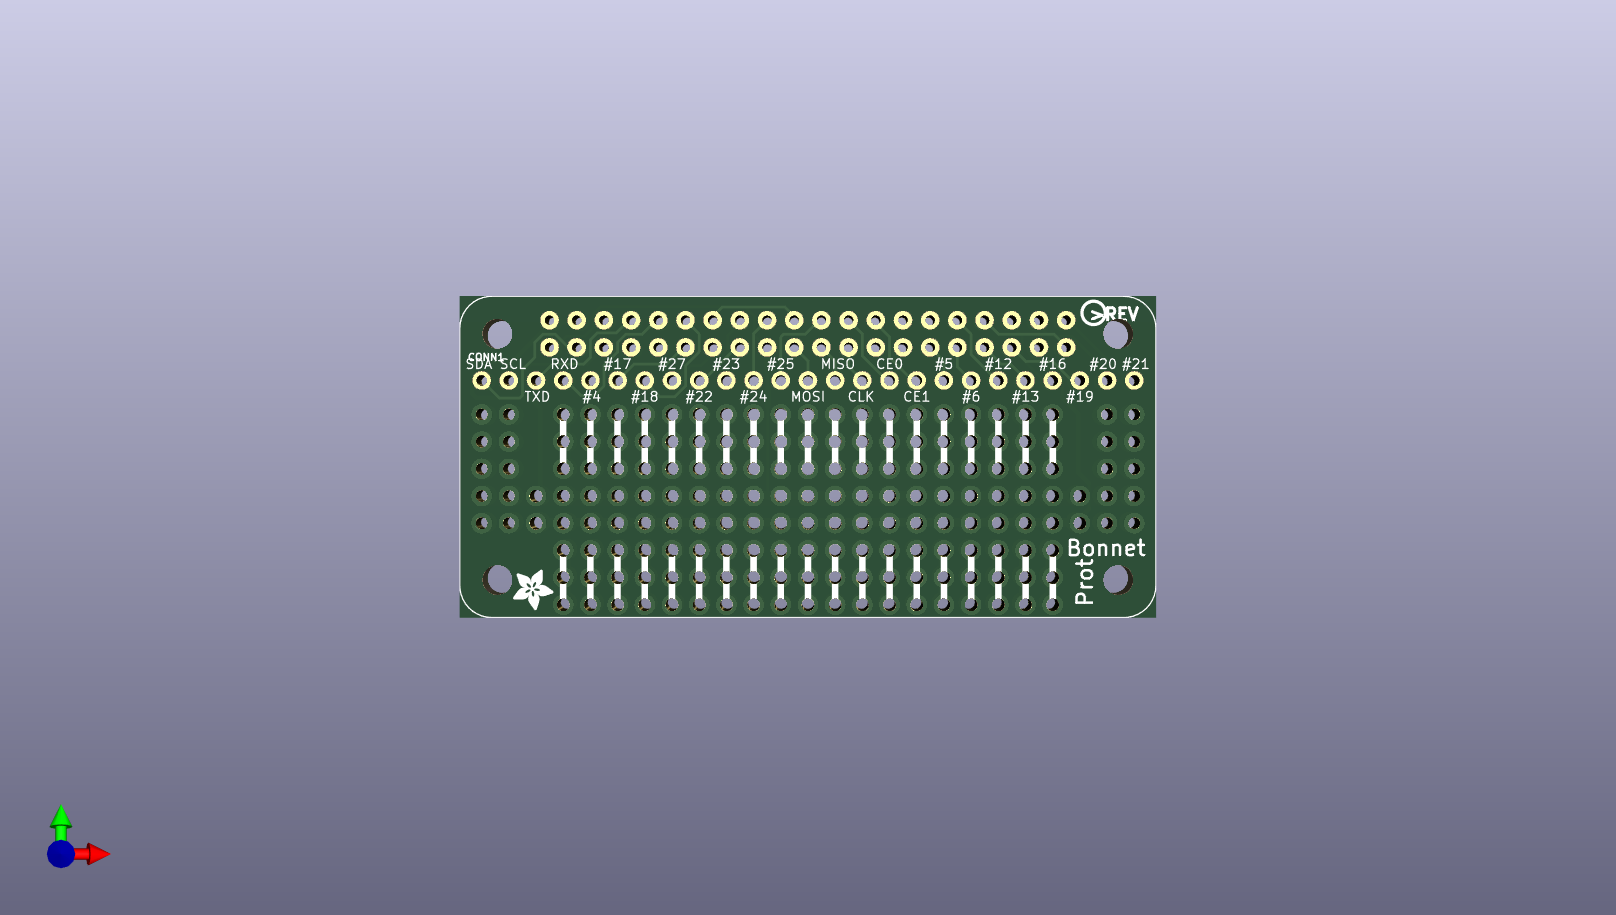 REV
CONN1
SDA SCL RXD #17 #27 #23 #25 MISO CE0 #5 #12 #16 #20 #21
TXD #4 #18 #22 #24 MOSI CLK CE1 #6 #13 #19
Bonnet
Prot